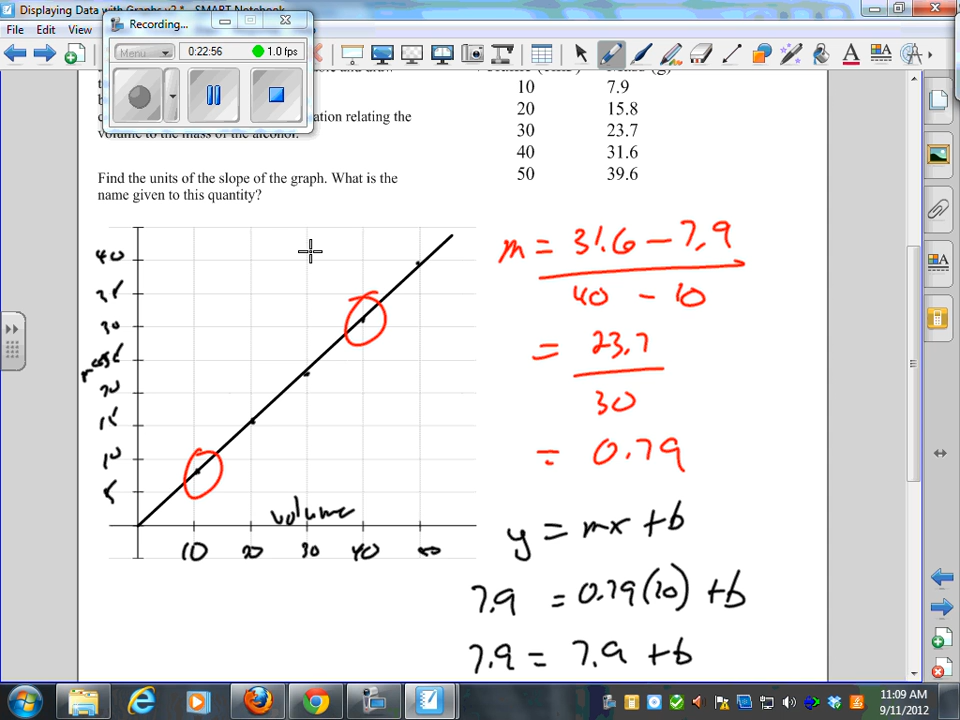 Displaying Data with Graphs v2 * - SMART Notebook
Recording...
File Edit View
Menu 0:22:56 1.0 fps
10 7.9
20 15.8
ation relating the
30 23.7
volume to the mass of the alcohol.
40 31.6
50 39.6
Find the units of the slope of the graph. What is the
name given to this quantity?
40
35
30
20
15
10
5
mass
volume
10 20 30 40 50
m = 31.6 - 7.9
40 - 10
= 23.7
30
= 0.79
y = mx + b
7.9 = 0.79(10) + b
7.9 = 7.9 + b
11:09 AM
9/11/2012